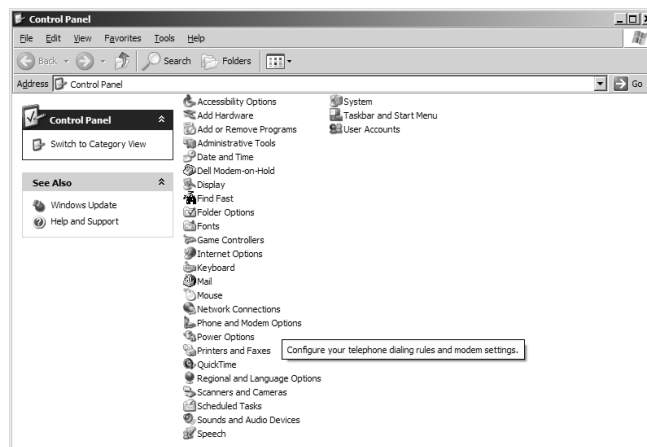 Control Panel
File Edit View Favorites Tools Help
Back Search Folders
Address Control Panel Go
Control Panel
Switch to Category View
See Also
Windows Update
Help and Support
Accessibility Options
Add Hardware
Add or Remove Programs
Administrative Tools
Date and Time
Dell Modem-on-Hold
Display
Find Fast
Folder Options
Fonts
Game Controllers
Internet Options
Keyboard
Mail
Mouse
Network Connections
Phone and Modem Options
Power Options
Printers and Faxes
Configure your telephone dialing rules and modem settings.
QuickTime
Regional and Language Options
Scanners and Cameras
Scheduled Tasks
Sounds and Audio Devices
Speech
System
Taskbar and Start Menu
User Accounts